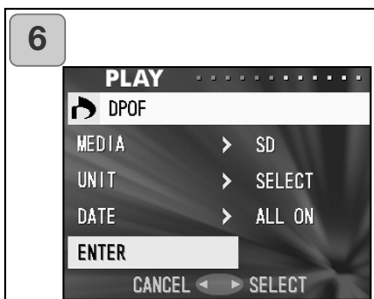 6
PLAY
DPOF
MEDIA > SD
UNIT > SELECT
DATE > ALL ON
ENTER
CANCEL SELECT